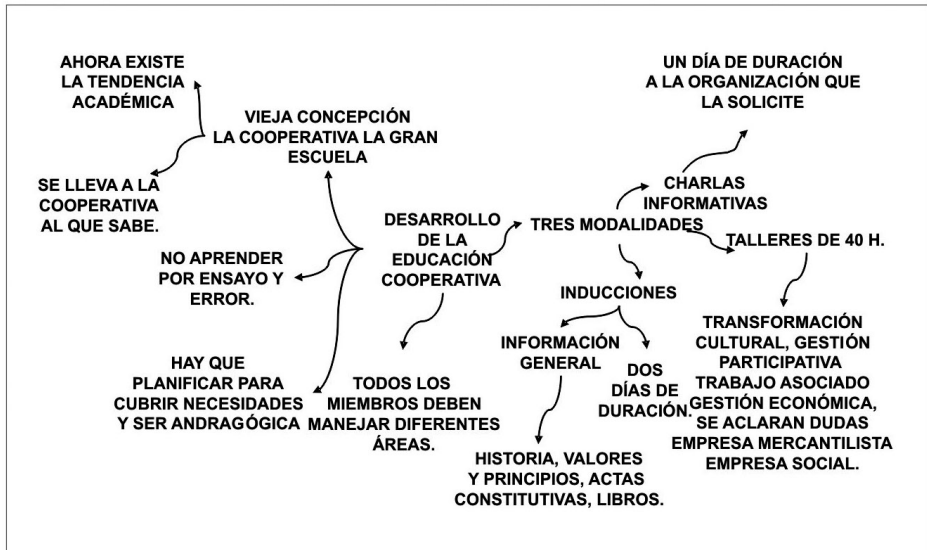 AHORA EXISTE
LA TENDENCIA
ACADÉMICA
VIEJA CONCEPCIÓN
LA COOPERATIVA LA GRAN
ESCUELA
SE LLEVA A LA
COOPERATIVA
AL QUE SABE.
NO APRENDER
POR ENSAYO Y
ERROR.
HAY QUE
PLANIFICAR PARA
CUBRIR NECESIDADES
Y SER ANDRAGÓGICA
DESARROLLO
DE LA
EDUCACIÓN
COOPERATIVA
TODOS LOS
MIEMBROS DEBEN
MANEJAR DIFERENTES
ÁREAS.
TRES MODALIDADES
UN DÍA DE DURACIÓN
A LA ORGANIZACIÓN QUE
LA SOLICITE
CHARLAS
INFORMATIVAS
TALLERES DE 40 H.
INDUCCIONES
INFORMACIÓN
GENERAL
DOS
DÍAS DE
DURACIÓN.
HISTORIA, VALORES
Y PRINCIPIOS, ACTAS
CONSTITUTIVAS, LIBROS.
TRANSFORMACIÓN
CULTURAL, GESTIÓN
PARTICIPATIVA
TRABAJO ASOCIADO
GESTIÓN ECONÓMICA,
SE ACLARAN DUDAS
EMPRESA MERCANTILISTA
EMPRESA SOCIAL.